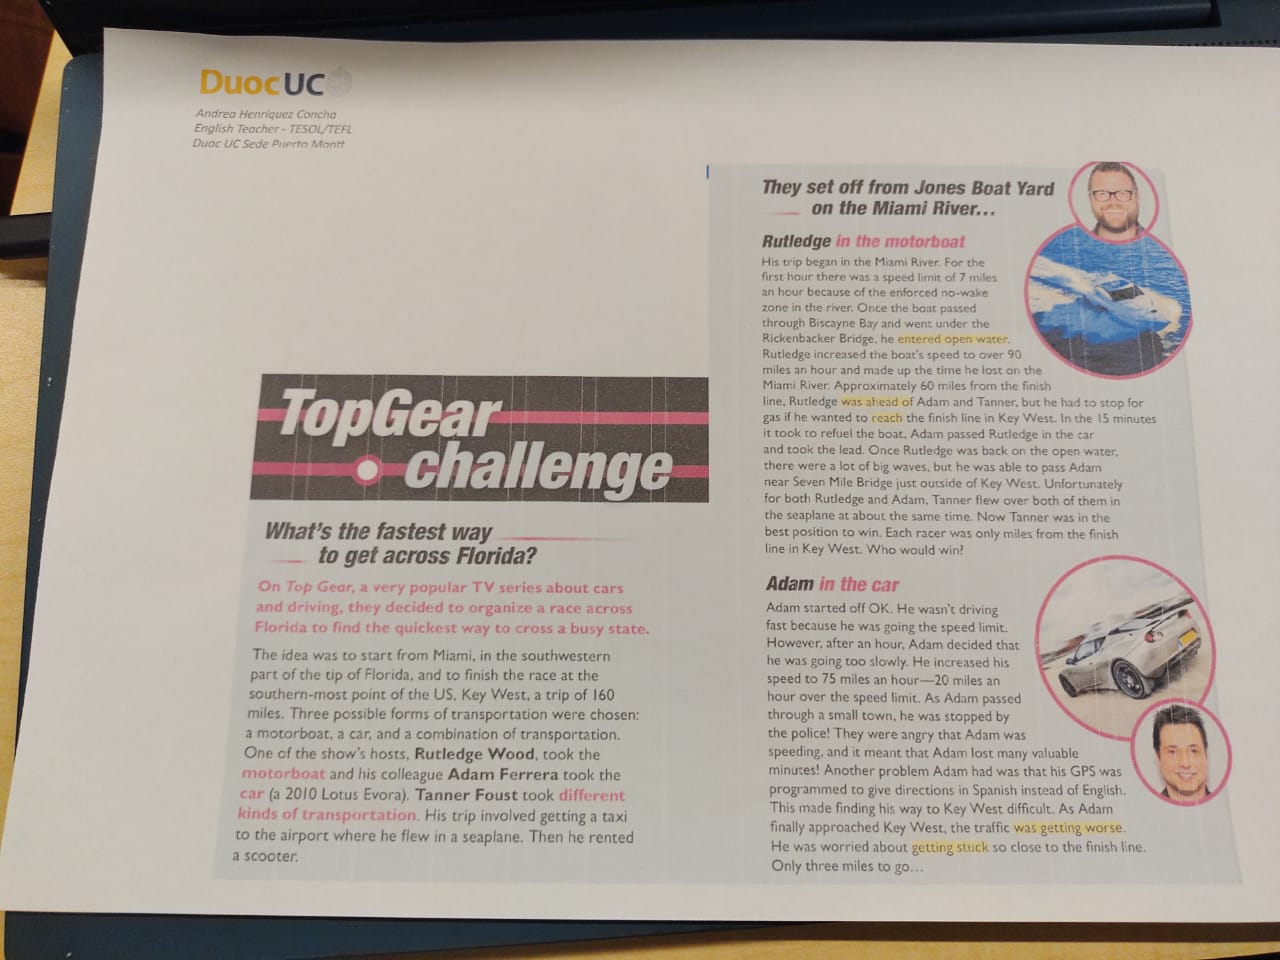 Duoc UC
Andrea Henríquez Concha
English Teacher - TESOL/TEFL
Duoc UC Sede Puerto Montt
TopGear
challenge
What's the fastest way
to get across Florida?
On Top Gear, a very popular TV series about cars
and driving, they decided to organize a race across
Florida to find the quickest way to cross a busy state.
The idea was to start from Miami, in the southwestern
part of the tip of Florida, and to finish the race at the
southern-most point of the US, Key West, a trip of 160
miles. Three possible forms of transportation were chosen:
a motorboat, a car, and a combination of transportation.
One of the show's hosts, Rutledge Wood, took the
motorboat and his colleague Adam Ferrera took the
car (a 2010 Lotus Evora). Tanner Foust took different
kinds of transportation. His trip involved getting a taxi
to the airport where he flew in a seaplane. Then he rented
a scooter.
They set off from Jones Boat Yard
on the Miami River...
Rutledge in the motorboat
His trip began in the Miami River. For the
first hour there was a speed limit of 7 miles
an hour because of the enforced no-wake
zone in the river. Once the boat passed
through Biscayne Bay and went under the
Rickenbacker Bridge, he entered open water.
Rutledge increased the boat's speed to over 90
miles an hour and made up the time he lost on the
Miami River. Approximately 60 miles from the finish
line, Rutledge was ahead of Adam and Tanner, but he had to stop for
gas if he wanted to reach the finish line in Key West. In the 15 minutes
it took to refuel the boat, Adam passed Rutledge in the car
and took the lead. Once Rutledge was back on the open water,
there were a lot of big waves, but he was able to pass Adam
near Seven Mile Bridge just outside of Key West. Unfortunately
for both Rutledge and Adam, Tanner flew over both of them in
the seaplane at about the same time. Now Tanner was in the
best position to win. Each racer was only miles from the finish
line in Key West. Who would win?
Adam in the car
Adam started off OK. He wasn't driving
fast because he was going the speed limit.
However, after an hour, Adam decided that
he was going too slowly. He increased his
speed to 75 miles an hour—20 miles an
hour over the speed limit. As Adam passed
through a small town, he was stopped by
the police! They were angry that Adam was
speeding, and it meant that Adam lost many valuable
minutes! Another problem Adam had was that his GPS was
programmed to give directions in Spanish instead of English.
This made finding his way to Key West difficult. As Adam
finally approached Key West, the traffic was getting worse.
He was worried about getting stuck so close to the finish line.
Only three miles to go...